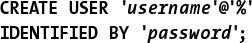 CREATE USER 'username'@'%'
IDENTIFIED BY 'password';